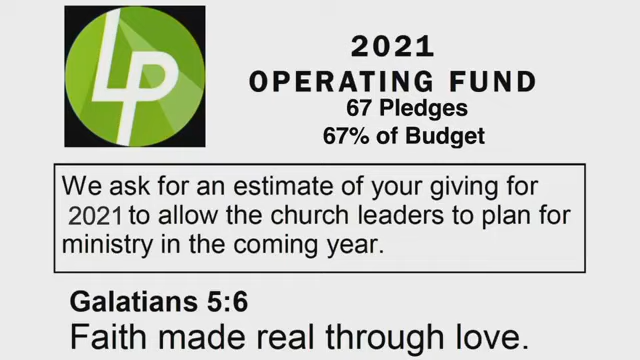 LP
2021
OPERATING FUND
67 Pledges
67% of Budget
We ask for an estimate of your giving for
2021 to allow the church leaders to plan for
ministry in the coming year.
Galatians 5:6
Faith made real through love.